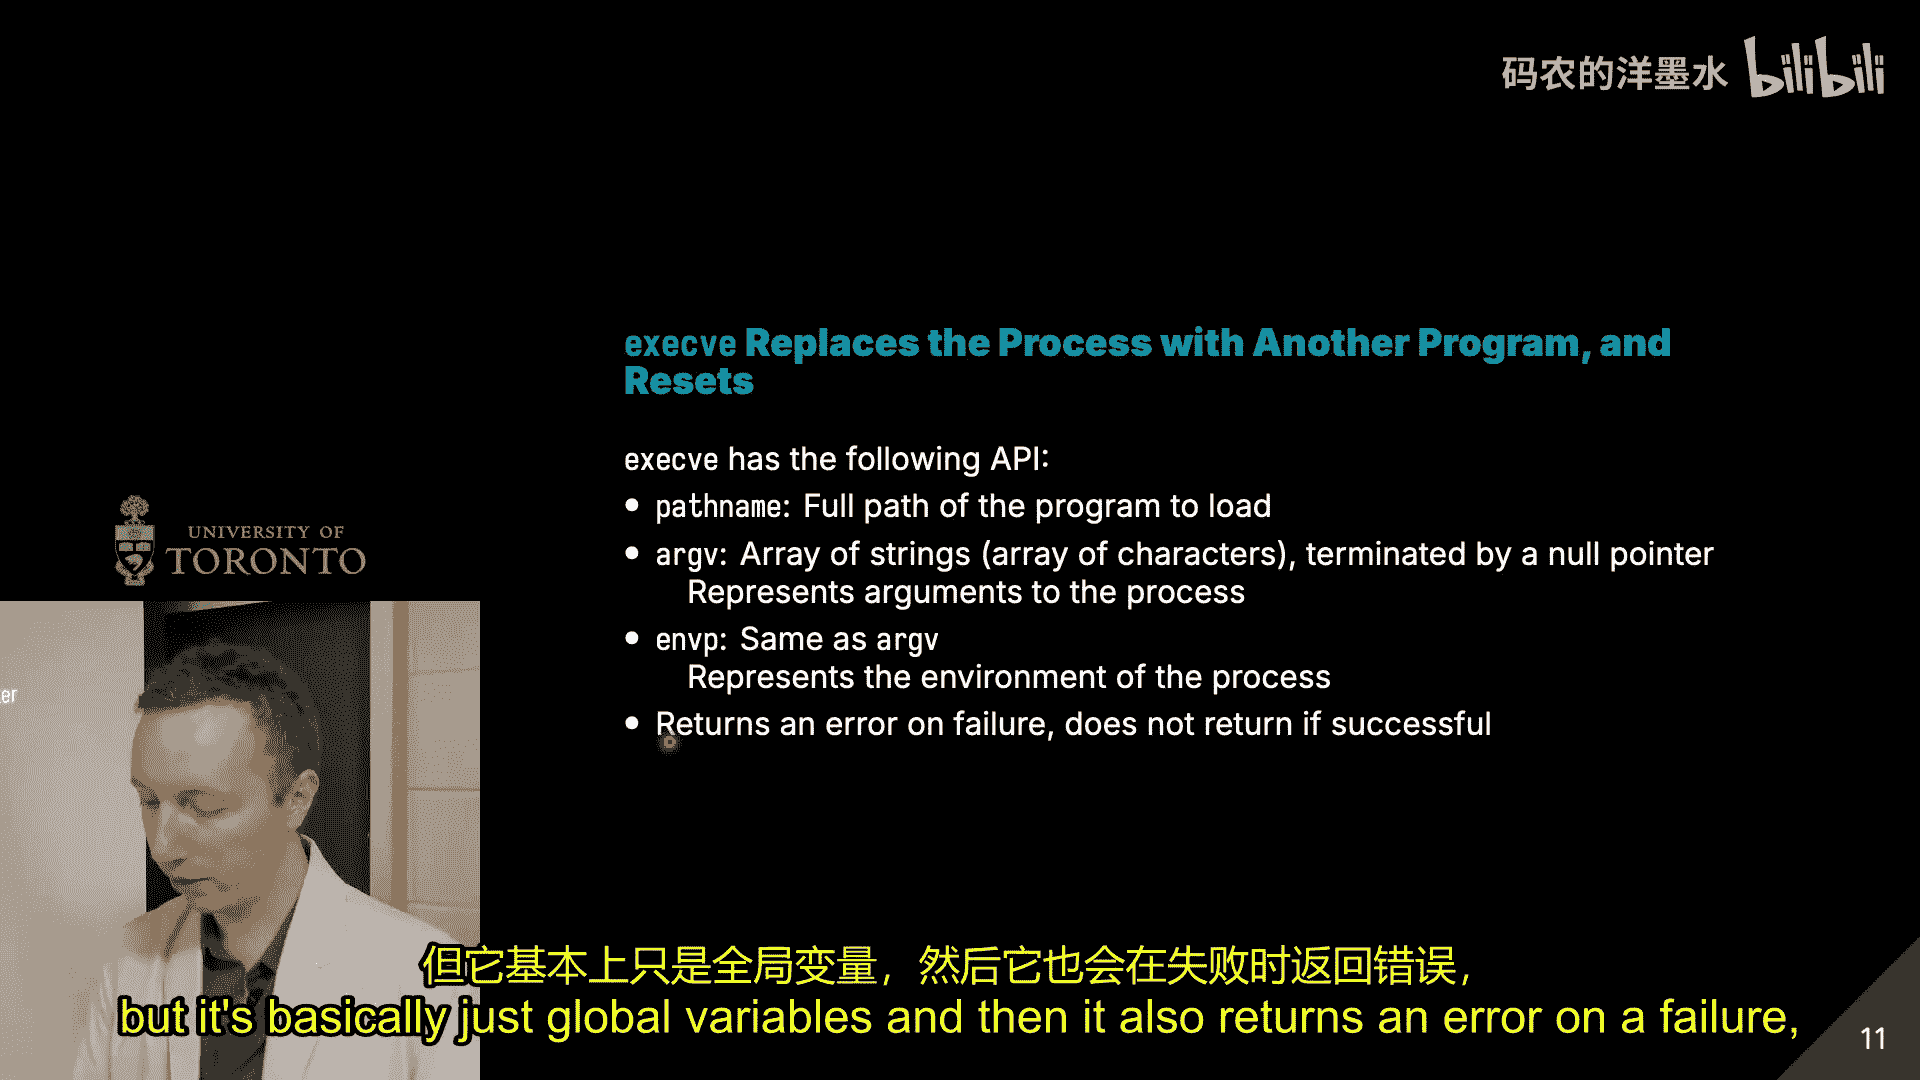 码农的洋墨水 bilibili
execve Replaces the Process with Another Program, and
Resets
execve has the following API:
• pathname: Full path of the program to load
• argv: Array of strings (array of characters), terminated by a null pointer
Represents arguments to the process
• envp: Same as argv
Represents the environment of the process
• Returns an error on failure, does not return if successful
UNIVERSITY OF
TORONTO
er
但它基本上只是全局变量，然后它也会在失败时返回错误，
but it's basically just global variables and then it also returns an error on a failure,
11